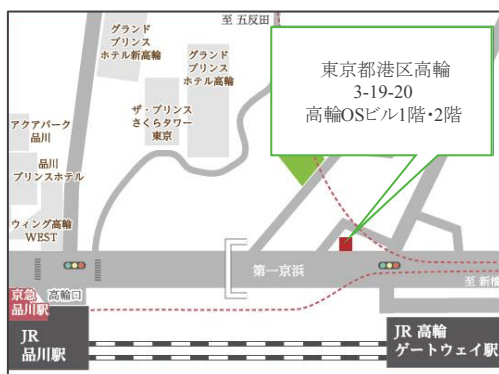 至 五反田
グランド
プリンス
ホテル新高輪
グランド
プリンス
ホテル高輪
ザ・プリンス
さくらタワー
東京
東京都港区高輪
3-19-20
高輪OSビル1階・2階
アクアパーク
品川
品川
プリンスホテル
ウィング高輪
WEST
第一京浜
至 新橋
京急
品川駅
高輪口
JR
品川駅
JR 高輪
ゲートウェイ駅